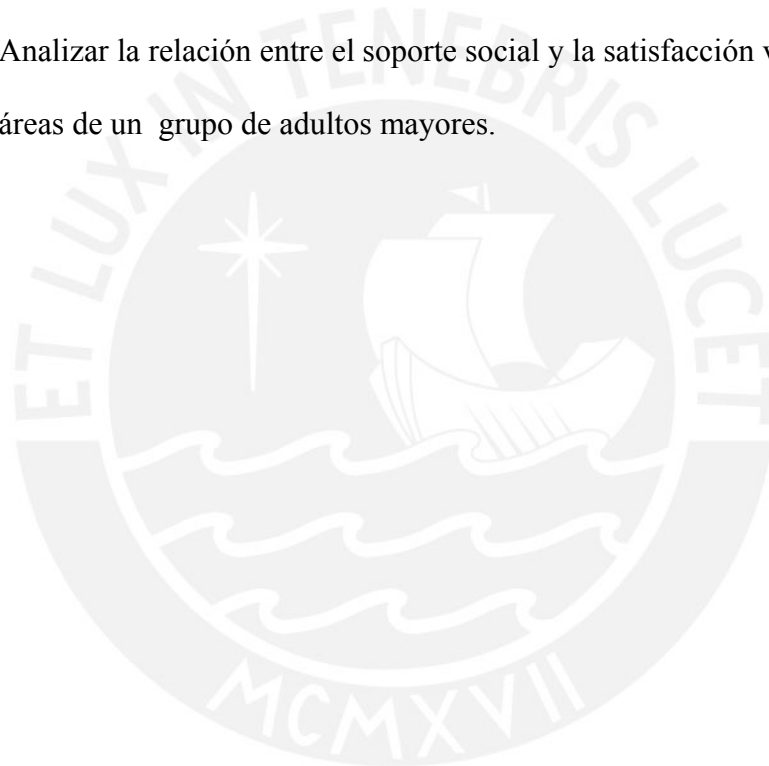 Analizar la relación entre el soporte social y la satisfacción
áreas de un grupo de adultos mayores.
ET LUX IN TENEBRIS LUCET
MCMXVII